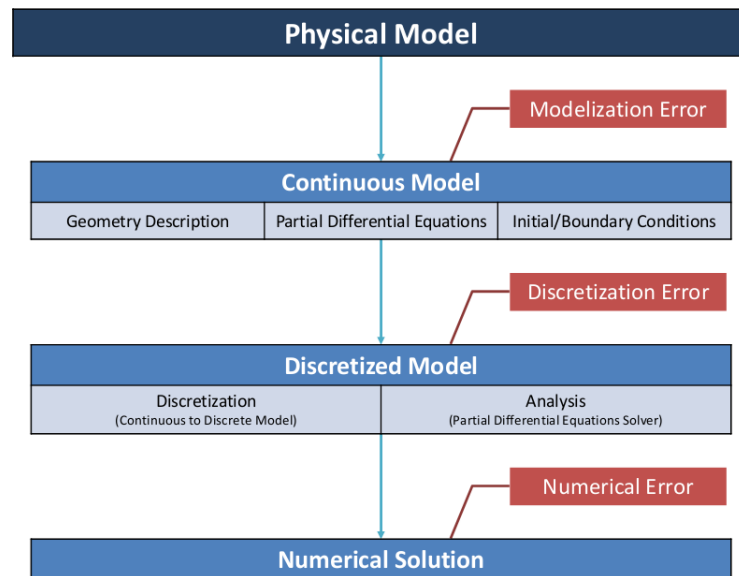 Physical Model
Modelization Error
Continuous Model
Geometry Description
Partial Differential Equations
Initial/Boundary Conditions
Discretization Error
Discretized Model
Discretization
(Continuous to Discrete Model)
Analysis
(Partial Differential Equations Solver)
Numerical Error
Numerical Solution